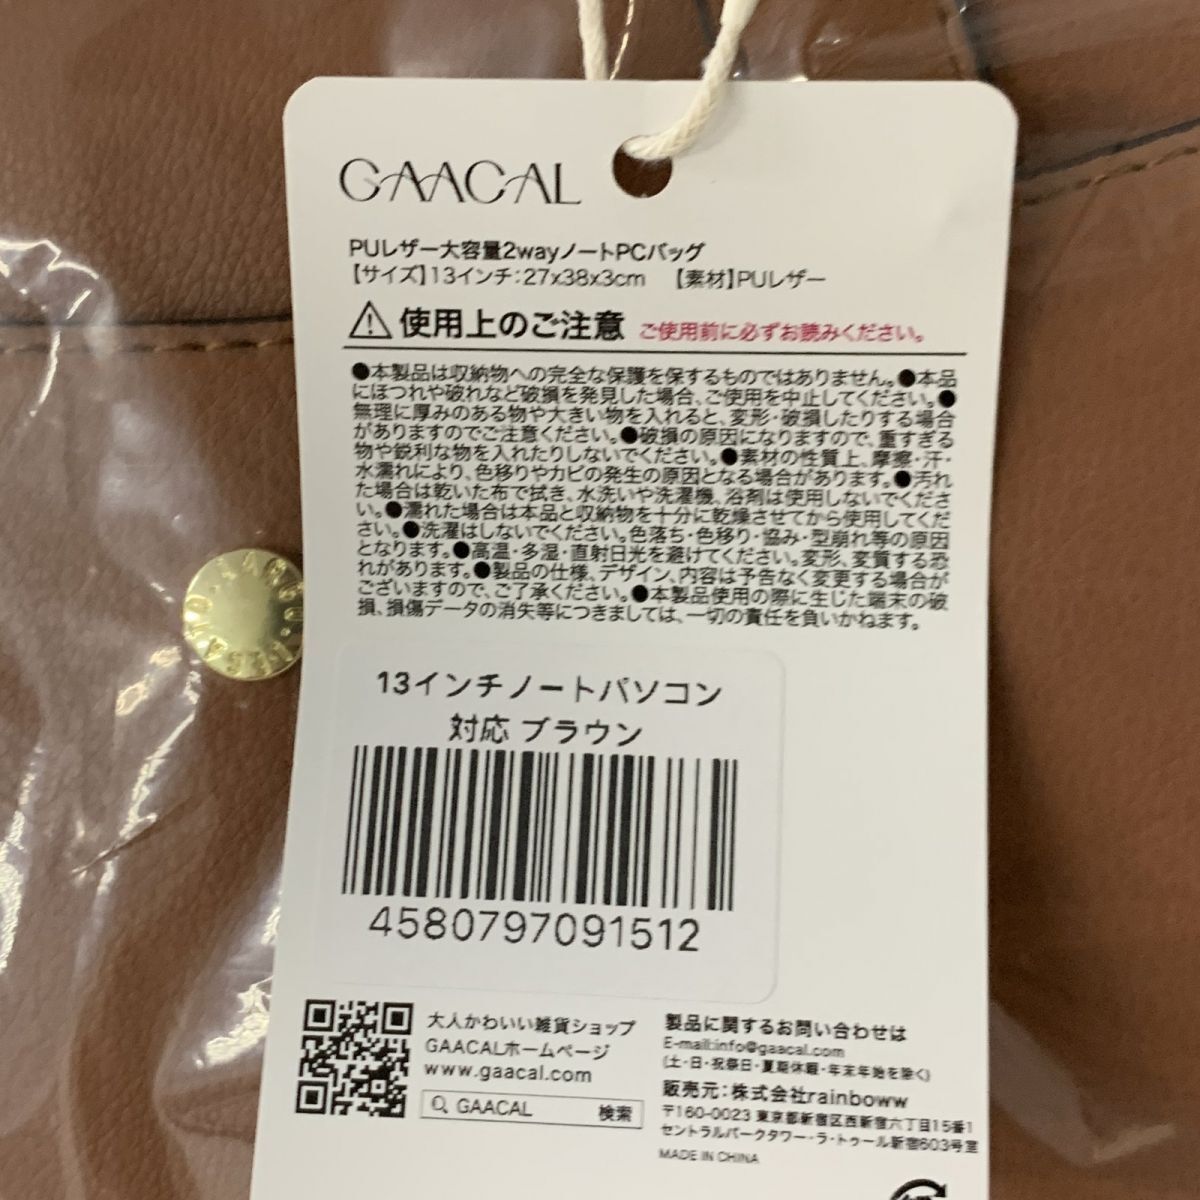 GAACAL
PUレザー大容量2wayノートPCバッグ
【サイズ】13インチ:27x38x3cm 【素材】PUレザー
使用上のご注意 ご使用前に必ずお読みください。
●本製品は収納物への完全な保護を保するものではありません。●本品
にほつれや破れなど破損を発見した場合、ご使用を中止してください。●
無理に厚みのある物や大きい物を入れると、変形・破損したりする場合
がありますのでご注意ください。●破損の原因になりますので、重すぎる
物や鋭利な物を入れたりしないでください。●素材の性質上、摩擦・汗・
水濡れにより、色移りやカビの発生の原因となる場合があります。●汚れ
た場合は乾いた布で拭き、水洗いや洗濯機、浴剤は使用しないでくださ
い。●濡れた場合は本品と収納物を十分に乾燥させてから使用してくだ
さい。●洗濯はしないでください。色落ち・色移り・協み・型崩れ等の原因
となります。●高温・多湿・直射日光を避けてください。変形、変質する恐
れがあります。●製品の仕様、デザイン、内容は予告なく変更する場合が
ございますので、ご了承ください。●本製品使用の際に生じた端末の破
損、損傷データの消失等につきましては、一切の責任を負いかねます。
13インチノートパソコン
対応 ブラウン
4580797091512
大人かわいい雑貨ショップ
GAACALホームページ
www.gaacal.com
GAACAL 検索
製品に関するお問い合わせは
E-mail:info@gaacal.com
(土・日・祝祭日・夏期休暇・年末年始を除く)
販売元:株式会社rainboww
〒160-0023 東京都新宿区西新宿六丁目15番1
セントラルパークタワー・ラ・トゥール新宿603号室
MADE IN CHINA